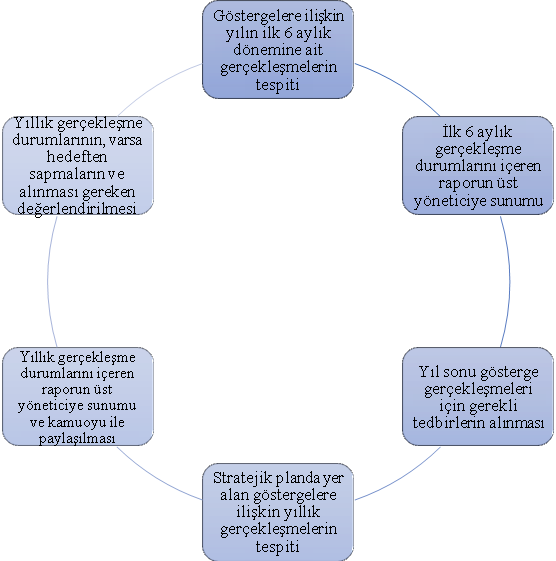 Göstergelere ilişkin
yılın ilk 6 aylık
dönemine ait
gerçekleşmelerin
tespiti
İlk 6 aylık
gerçekleşme
durumlarını içeren
raporun üst
yöneticiye sunumu
Yıl sonu gösterge
gerçekleşmeleri
için gerekli
tedbirlerin alınması
Stratejik planda yer
alan göstergelere
ilişkin yıllık
gerçekleşmelerin
tespiti
Yıllık gerçekleşme
durumlarını içeren
raporun üst
yöneticiye sunumu
ve kamuoyu ile
paylaşılması
Yıllık gerçekleşme
durumlarının, varsa
hedeften
sapmaların ve
alınması gereken
değerlendirilmesi